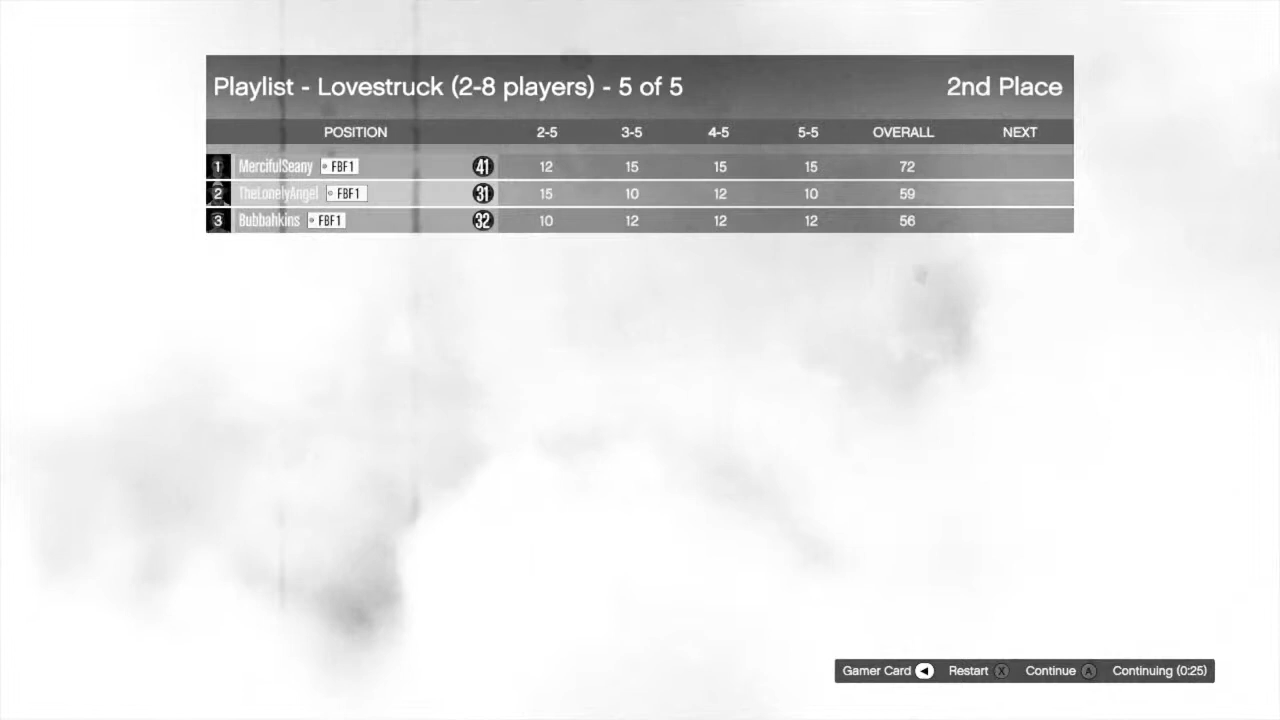 Playlist - Lovestruck (2-8 players) - 5 of 5 2nd Place
POSITION 2-5 3-5 4-5 5-5 OVERALL NEXT
1 MercifulSeany FBF1 41 12 15 15 15 72
2 TheLonelyAngel FBF1 31 15 10 12 10 59
3 Bubbahkins FBF1 32 10 12 12 12 56
Gamer Card Restart X Continue A Continuing (0:25)